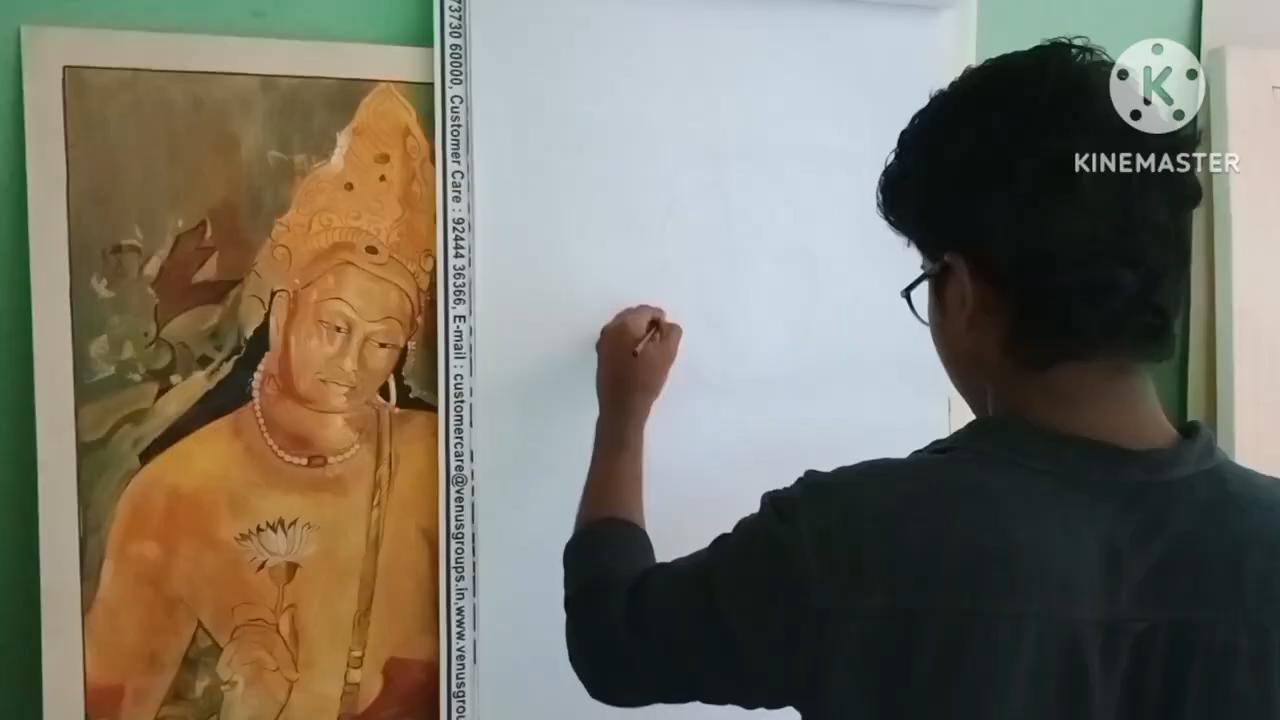 73730 60000, Customer Care : 92444 36366, E-mail : customercare@venusgroups.in,www.venusgrou
K
KINEMASTER